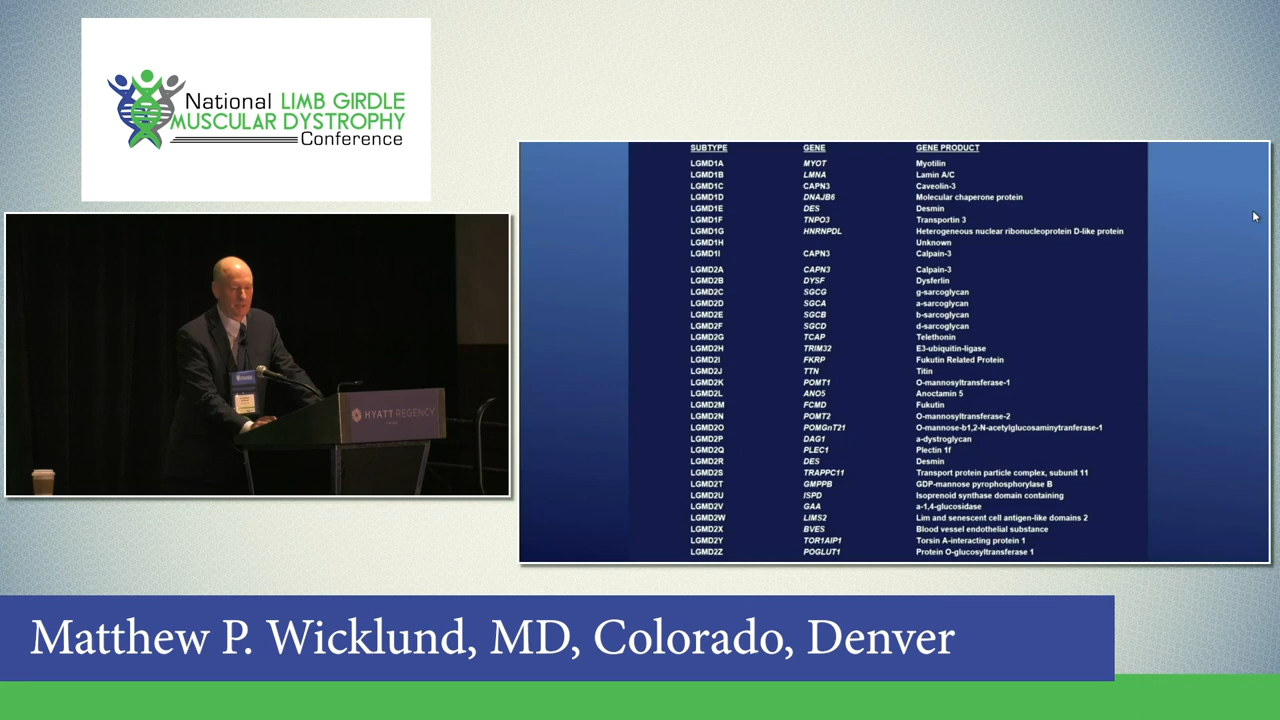 National LIMB GIRDLE
MUSCULAR DYSTROPHY
Conference
HYATT REGENCY
SUBTYPE GENE GENE PRODUCT
LGMD1A MYOT Myotilin
LGMD1B LMNA Lamin A/C
LGMD1C CAPN3 Caveolin-3
LGMD1D DNAJB6 Molecular chaperone protein
LGMD1E DES Desmin
LGMD1F TNPO3 Transportin 3
LGMD1G HNRNPDL Heterogeneous nuclear ribonucleoprotein D-like protein
LGMD1H Unknown
LGMD1I CAPN3 Calpain-3
LGMD2A CAPN3 Calpain-3
LGMD2B DYSF Dysferlin
LGMD2C SGCG g-sarcoglycan
LGMD2D SGCA a-sarcoglycan
LGMD2E SGCB b-sarcoglycan
LGMD2F SGCD d-sarcoglycan
LGMD2G TCAP Telethonin
LGMD2H TRIM32 E3-ubiquitin-ligase
LGMD2I FKRP Fukutin Related Protein
LGMD2J TTN Titin
LGMD2K POMT1 O-mannosyltransferase-1
LGMD2L ANO5 Anoctamin 5
LGMD2M FCMD Fukutin
LGMD2N POMT2 O-mannosyltransferase-2
LGMD2O POMGnT21 O-mannose-b1,2-N-acetylglucosaminytranferase-1
LGMD2P DAG1 a-dystroglycan
LGMD2Q PLEC1 Plectin 1f
LGMD2R DES Desmin
LGMD2S TRAPPC11 Transport protein particle complex, subunit 11
LGMD2T GMPPB GDP-mannose pyrophosphorylase B
LGMD2U ISPD Isoprenoid synthase domain containing
LGMD2V GAA a-1,4-glucosidase
LGMD2W LIMS2 Lim and senescent cell antigen-like domains 2
LGMD2X BVES Blood vessel endothelial substance
LGMD2Y TOR1AIP1 Torsin A-interacting protein 1
LGMD2Z POGLUT1 Protein O-glucosyltransferase 1
Matthew P. Wicklund, MD, Colorado, Denver